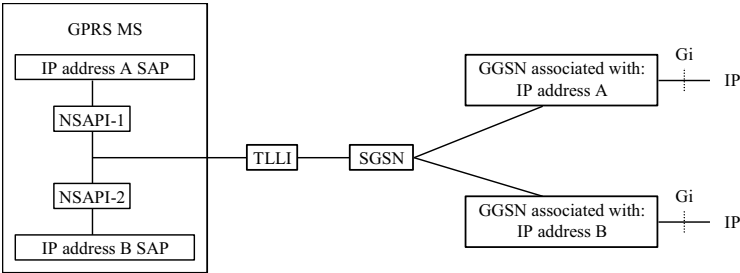 GPRS MS
IP address A SAP
NSAPI-1
NSAPI-2
IP address B SAP
TLLI
SGSN
GGSN associated with:
IP address A
Gi
IP
GGSN associated with:
IP address B
Gi
IP